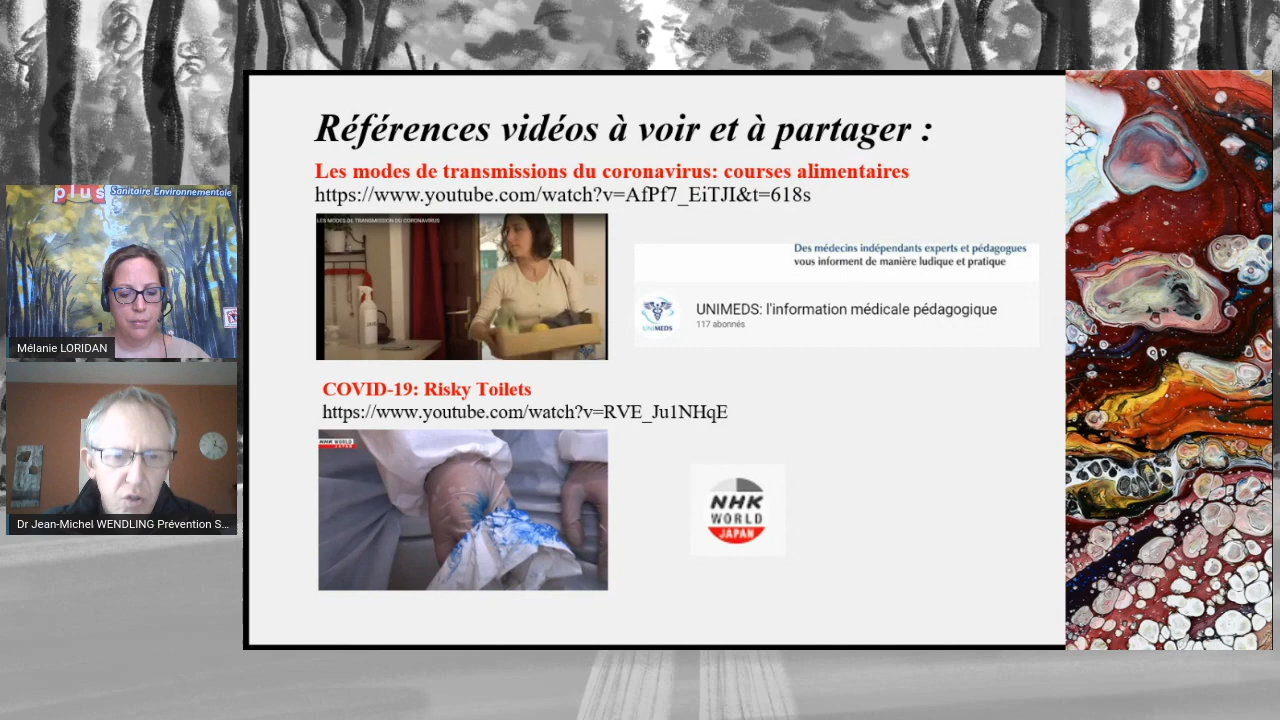 plus
Sanitaire Environnementale
Mélanie LORIDAN
Dr Jean-Michel WENDLING Prévention S...
Références vidéos à voir et à partager :
Les modes de transmissions du coronavirus: courses alimentaires
https://www.youtube.com/watch?v=AfPf7_EiTJI&t=618s
LES MODES DE TRANSMISSION DU CORONAVIRUS
Des médecins indépendants experts et pédagogues
vous informent de manière ludique et pratique
UNIMEDS
UNIMEDS: l'information médicale pédagogique
117 abonnés
COVID-19: Risky Toilets
https://www.youtube.com/watch?v=RVE_Ju1NHqE
NHK WORLD
JAPAN
NHK
WORLD
JAPAN